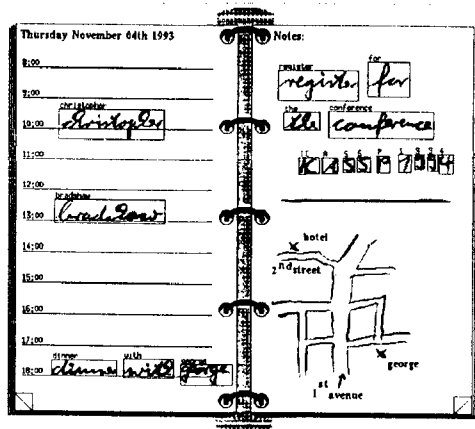 Thursday November 04th 1993
8:00
9:00
christopher
10:00 christopher
11:00
12:00
bradshaw
13:00 bradshaw
14:00
15:00
16:00
17:00
dinner with george
18:00 dinner with george
Notes:
register for
register for
the conference
the conference
hotel
2nd street
george
1st avenue